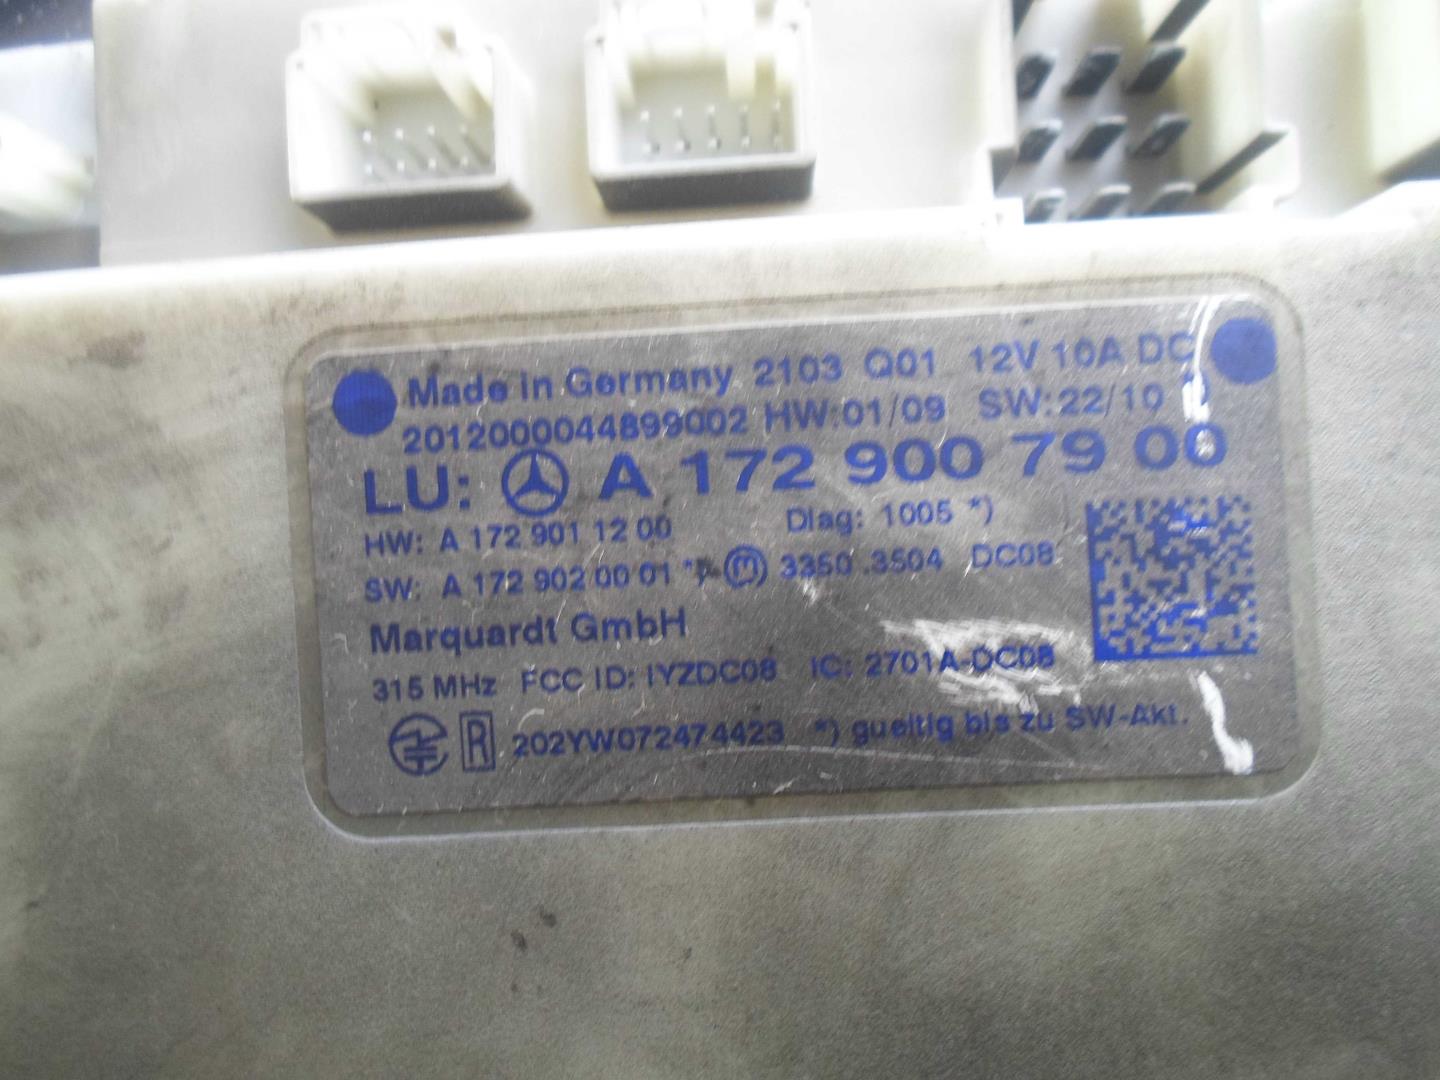 Made in Germany 2103 Q01 12V 10A DC
2012000044899002 HW:01/09 SW:22/10
LU: A 172 900 79 00
HW: A 172 901 12 00 Diag: 1005 *)
SW: A 172 902 00 01 *) M 3350.3504 DC08
Marquardt GmbH
315 MHz FCC ID: IYZDC08 IC: 2701A-DC08
R 202YW072474423 *) gueltig bis zu SW-Akt.